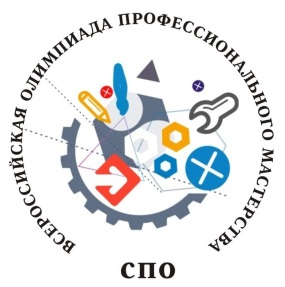 ВСЕРОССИЙСКАЯ ОЛИМПИАДА ПРОФЕССИОНАЛЬНОГО МАСТЕРСТВА
СПО